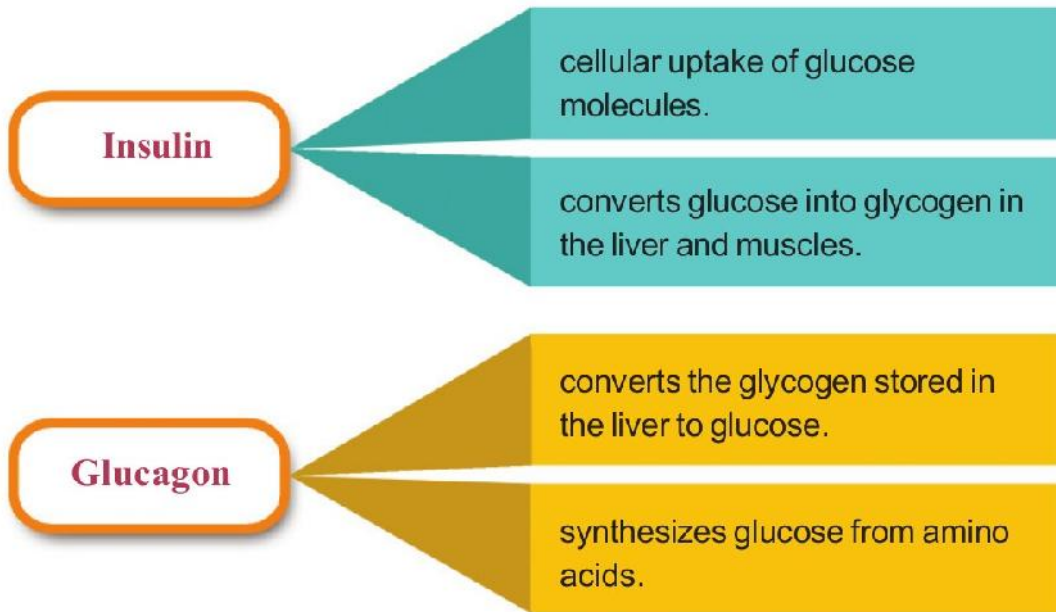 Insulin
cellular uptake of glucose
molecules.
converts glucose into glycogen in
the liver and muscles.
Glucagon
converts the glycogen stored in
the liver to glucose.
synthesizes glucose from amino
acids.